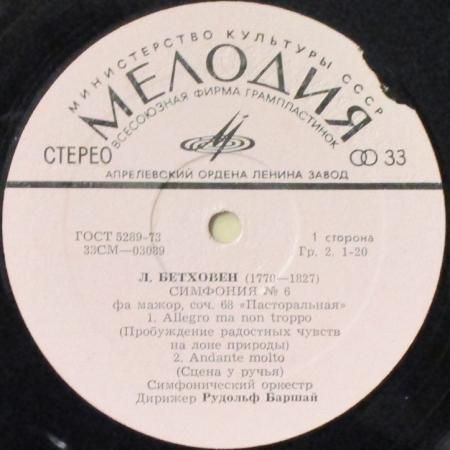 МИНИСТЕРСТВО КУЛЬТУРЫ СССР
МЕЛОДИЯ
ВСЕСОЮЗНАЯ ФИРМА ГРАМПЛАСТИНОК
СТЕРЕО 33
АПРЕЛЕВСКИЙ ОРДЕНА ЛЕНИНА ЗАВОД
ГОСТ 5289-73 1 сторона
33СМ—03089 Гр. 2. 1-20
Л. БЕТХОВЕН (1770—1827)
СИМФОНИЯ № 6
фа мажор, соч. 68 «Пасторальная»
1. Allegro ma non troppo
(Пробуждение радостных чувств
на лоне природы)
2. Andante molto
(Сцена у ручья)
Симфонический оркестр
Дирижер Рудольф Баршай